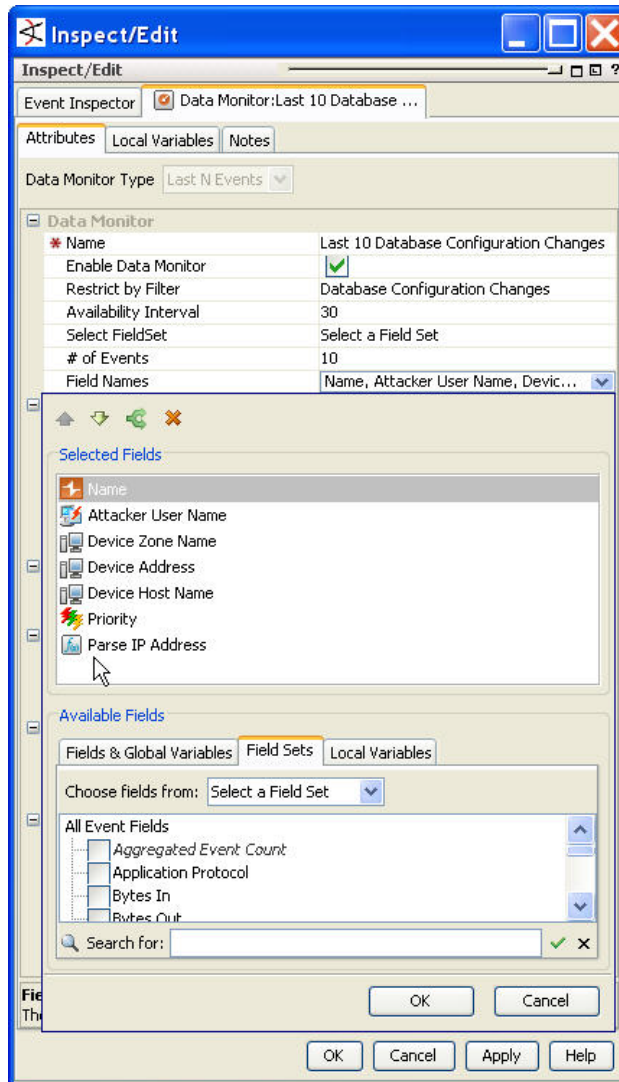 Inspect/Edit
Inspect/Edit ?
Event Inspector Data Monitor:Last 10 Database ...
Attributes Local Variables Notes
Data Monitor Type Last N Events
Data Monitor
* Name Last 10 Database Configuration Changes
Enable Data Monitor
Restrict by Filter Database Configuration Changes
Availability Interval 30
Select FieldSet Select a Field Set
# of Events 10
Field Names Name, Attacker User Name, Devic...
Selected Fields
Name
Attacker User Name
Device Zone Name
Device Address
Device Host Name
Priority
Parse IP Address
Available Fields
Fields & Global Variables Field Sets Local Variables
Choose fields from: Select a Field Set
All Event Fields
Aggregated Event Count
Application Protocol
Bytes In
Bytes Out
Search for:
Fie
The
OK Cancel
OK Cancel Apply Help